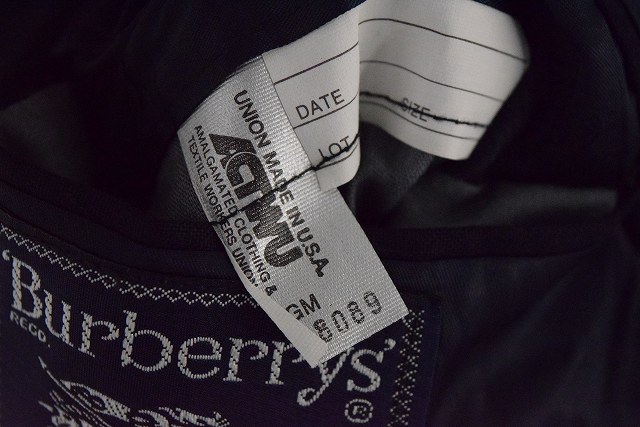 DATE
SIZE
LOT
UNION MADE IN U.S.A.
ACTWU
AMALGAMATED CLOTHING &
TEXTILE WORKERS UNION
GM
8089
'Burberrys'
REGD.
®